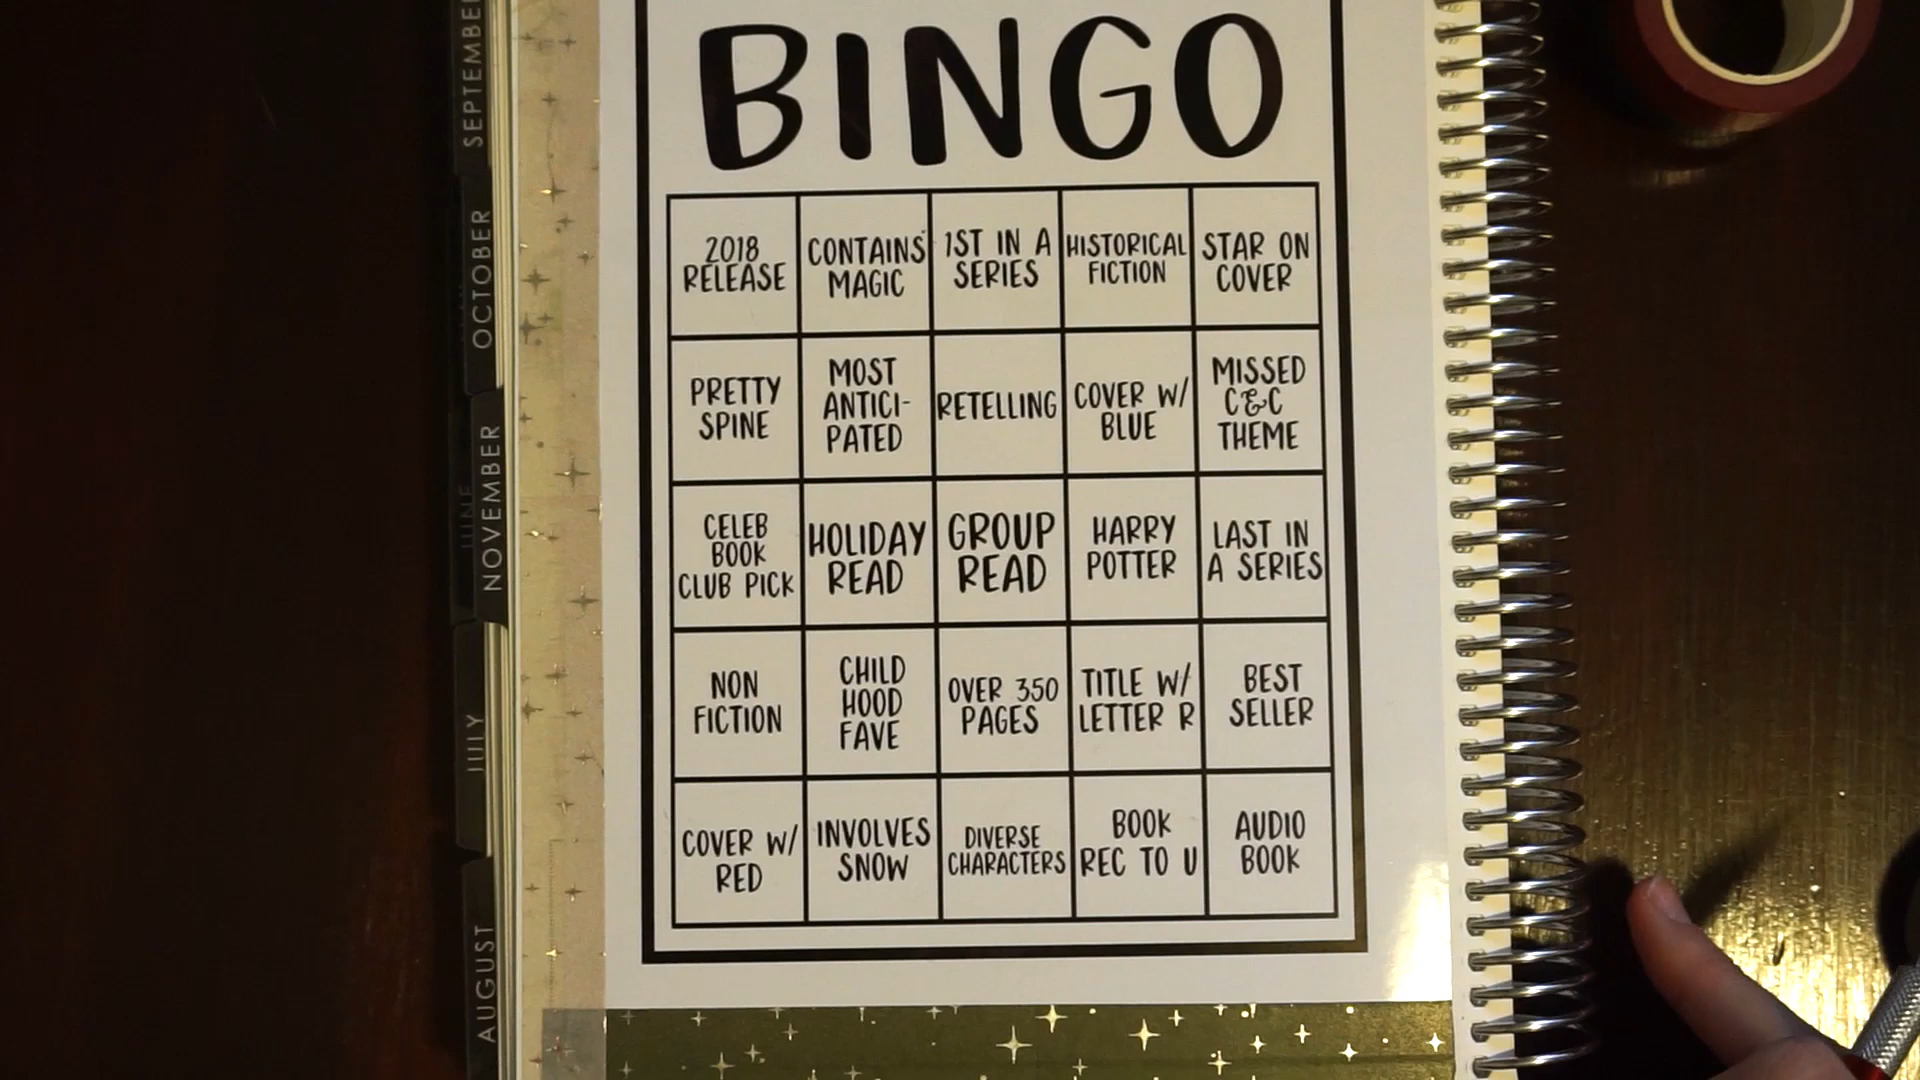 BINGO
2018
RELEASE
CONTAINS
MAGIC
1ST IN A
SERIES
HISTORICAL
FICTION
STAR ON
COVER
PRETTY
SPINE
MOST
ANTICI-
PATED
RETELLING
COVER W/
BLUE
MISSED
C&C
THEME
CELEB
BOOK
CLUB PICK
HOLIDAY
READ
GROUP
READ
HARRY
POTTER
LAST IN
A SERIES
NON
FICTION
CHILD
HOOD
FAVE
OVER 350
PAGES
TITLE W/
LETTER R
BEST
SELLER
COVER W/
RED
INVOLVES
SNOW
DIVERSE
CHARACTERS
BOOK
REC TO U
AUDIO
BOOK
SEPTEMBER
OCTOBER
NOVEMBER
JUNE
JULY
AUGUST